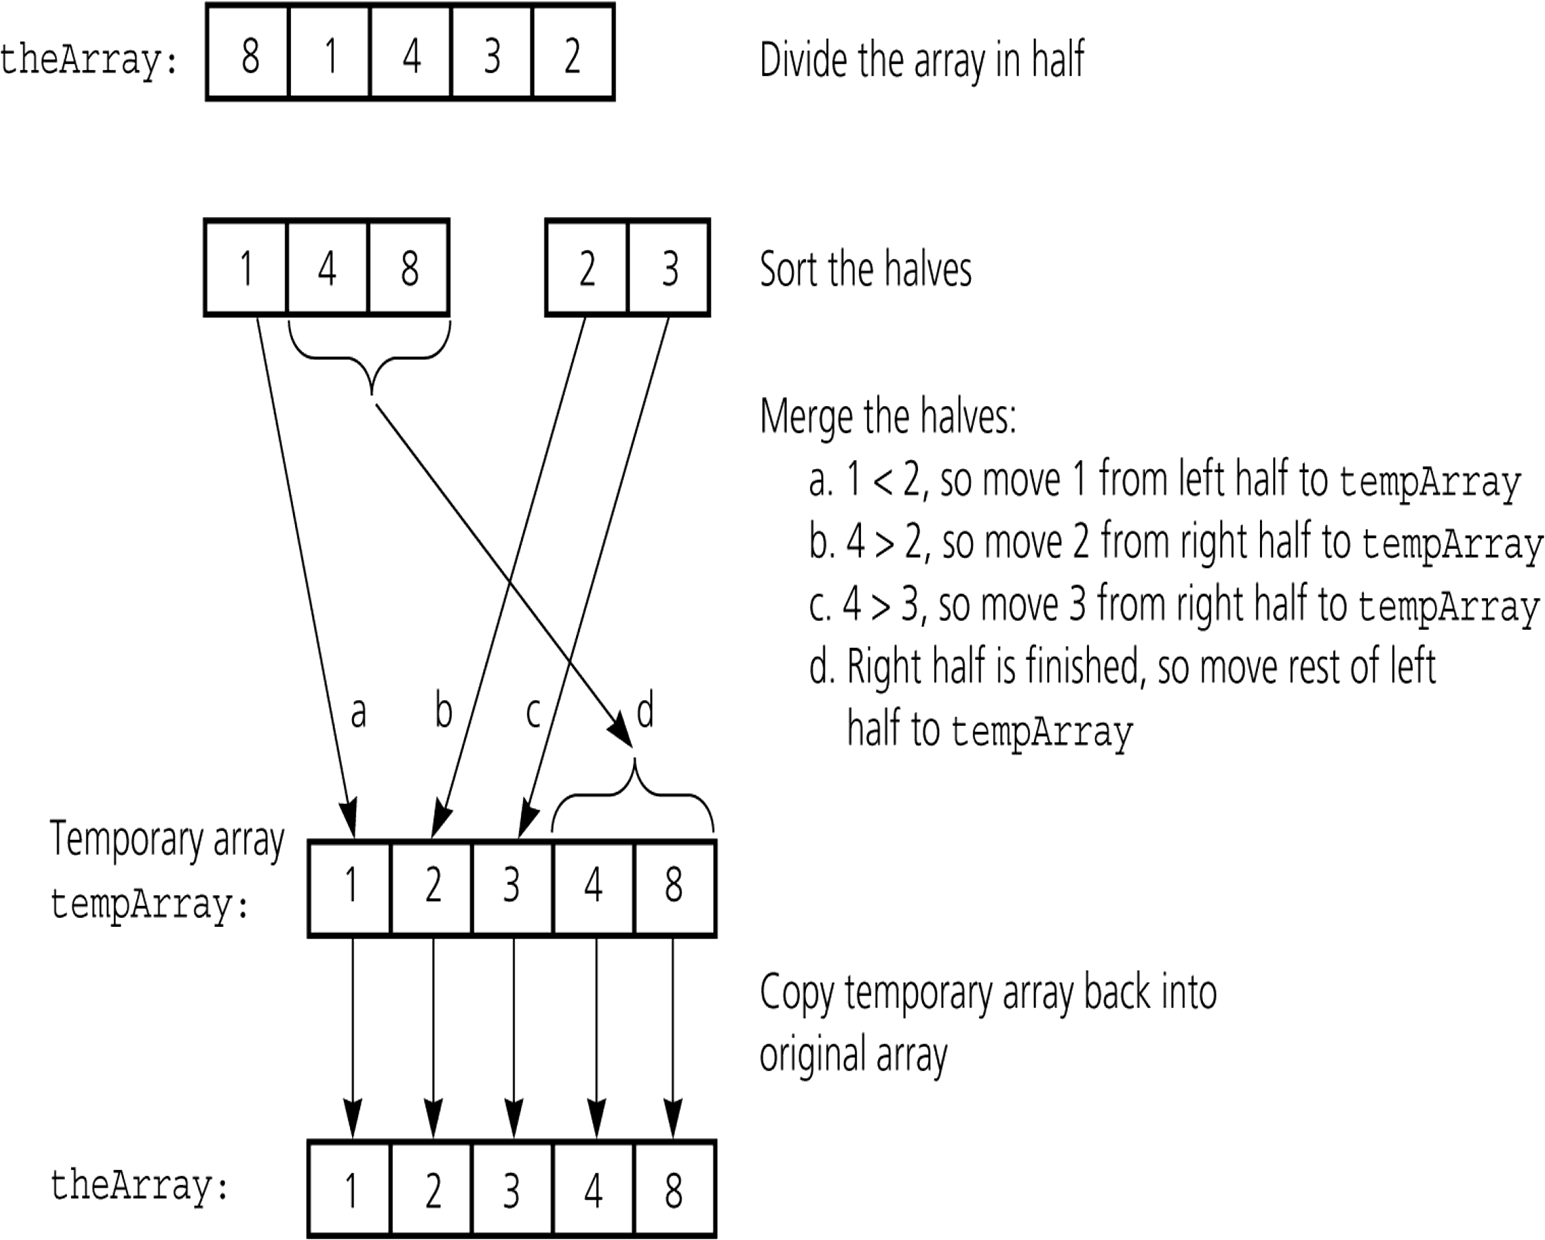 theArray: 8 1 4 3 2 Divide the array in half
1 4 8 2 3 Sort the halves
Merge the halves:
a. 1 < 2, so move 1 from left half to tempArray
b. 4 > 2, so move 2 from right half to tempArray
c. 4 > 3, so move 3 from right half to tempArray
d. Right half is finished, so move rest of left
half to tempArray
a b c d
Temporary array
tempArray: 1 2 3 4 8
Copy temporary array back into
original array
theArray: 1 2 3 4 8